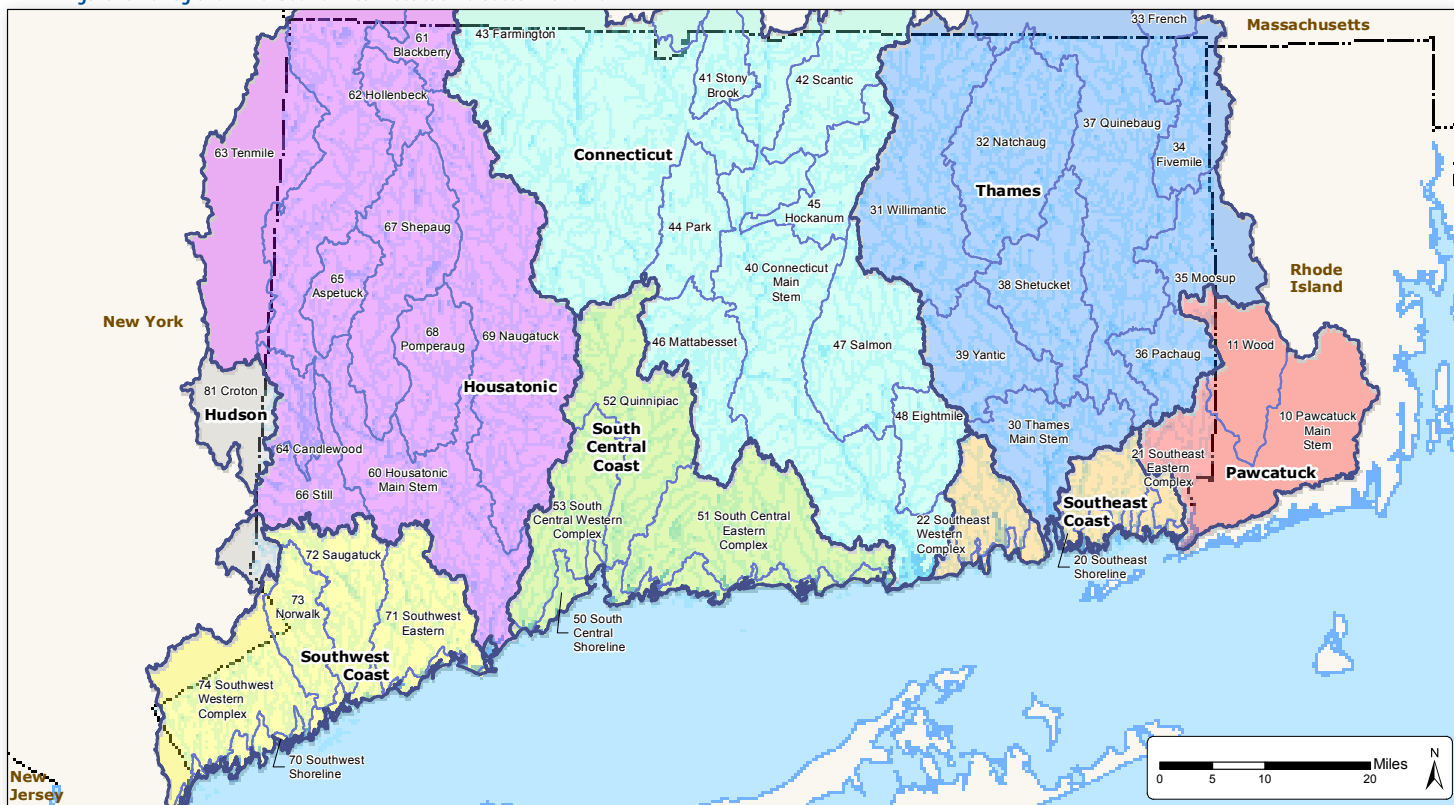 33 French
Massachusetts
61
Blackberry
43 Farmington
41 Stony
Brook
42 Scantic
62 Hollenbeck
37 Quinebaug
63 Tenmile
Connecticut
32 Natchaug
34
Fivemile
Thames
45
Hockanum
31 Willimantic
67 Shepaug
44 Park
40 Connecticut
Main
Stem
Rhode
Island
65
Aspetuck
38 Shetucket
35 Moosup
New York
68
Pomperaug
69 Naugatuck
46 Mattabesset
47 Salmon
39 Yantic
36 Pachaug
11 Wood
81 Croton
Hudson
Housatonic
52 Quinnipiac
48 Eightmile
10 Pawcatuck
Main
Stem
South
Central
Coast
30 Thames
Main Stem
64 Candlewood
21 Southeast
Eastern
Complex
Pawcatuck
60 Housatonic
Main Stem
66 Still
53 South
Central Western
Complex
51 South Central
Eastern
Complex
Southeast
Coast
22 Southeast
Western
Complex
72 Saugatuck
20 Southeast
Shoreline
73
Norwalk
71 Southwest
Eastern
50 South
Central
Shoreline
Southwest
Coast
74 Southwest
Western
Complex
70 Southwest
Shoreline
New
Jersey
N
Miles
0 5 10 20